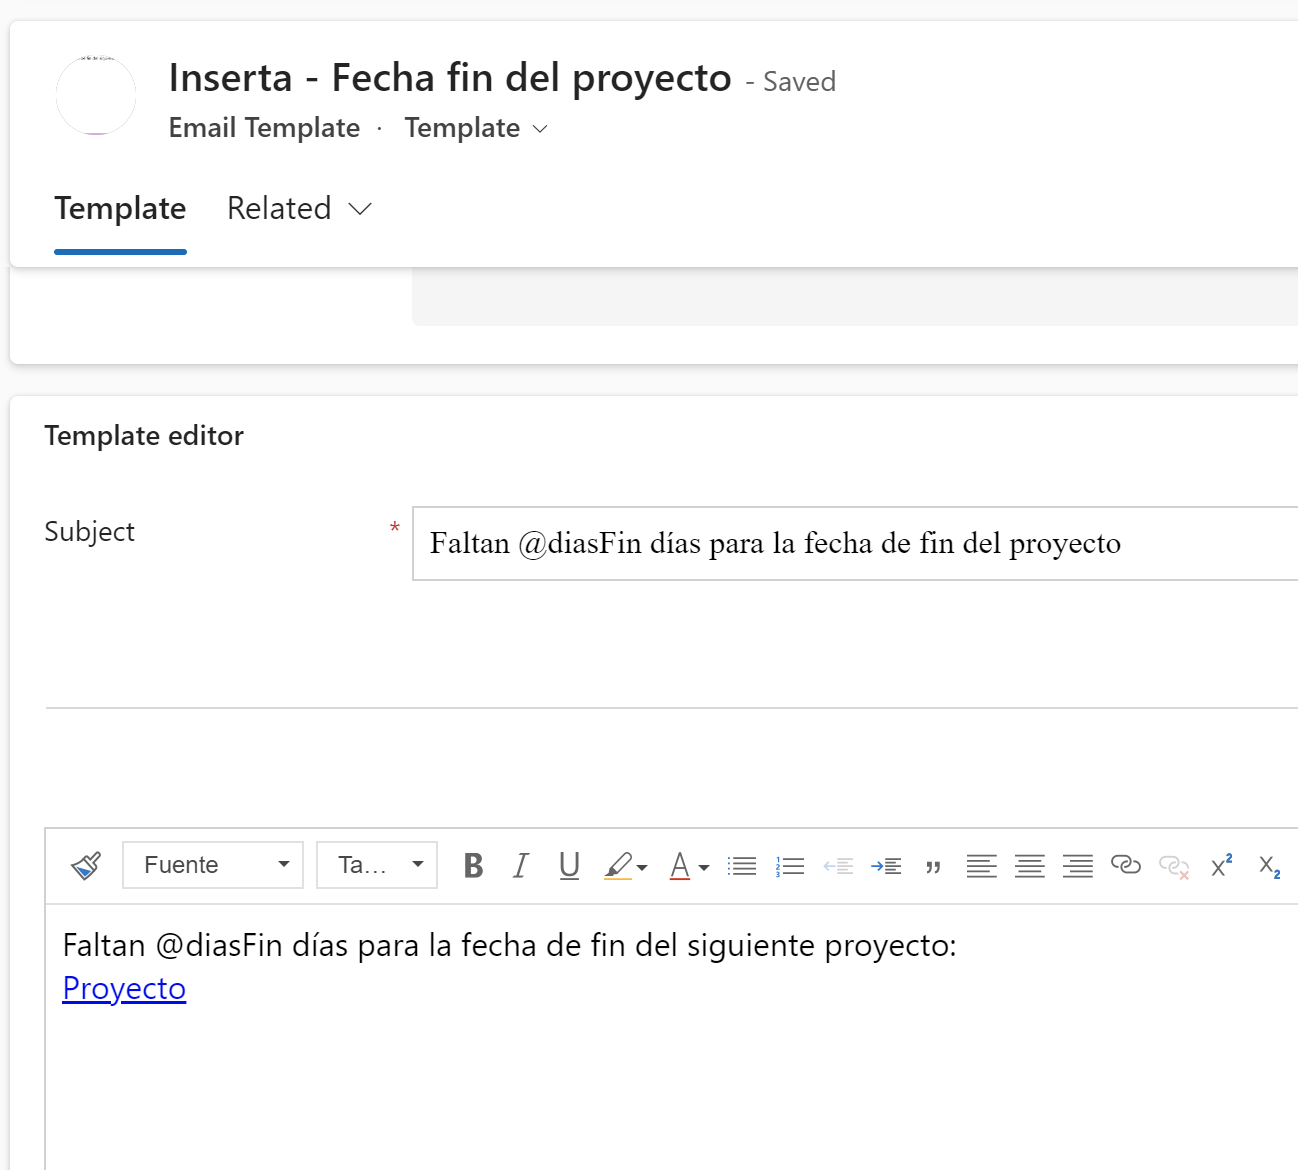 Inserta - Fecha fin del proyecto - Saved
Email Template · Template
Template Related
Template editor
Subject * Faltan @diasFin días para la fecha de fin del proyecto
Fuente Ta... B I U A ” x² x₂
Faltan @diasFin días para la fecha de fin del siguiente proyecto:
Proyecto